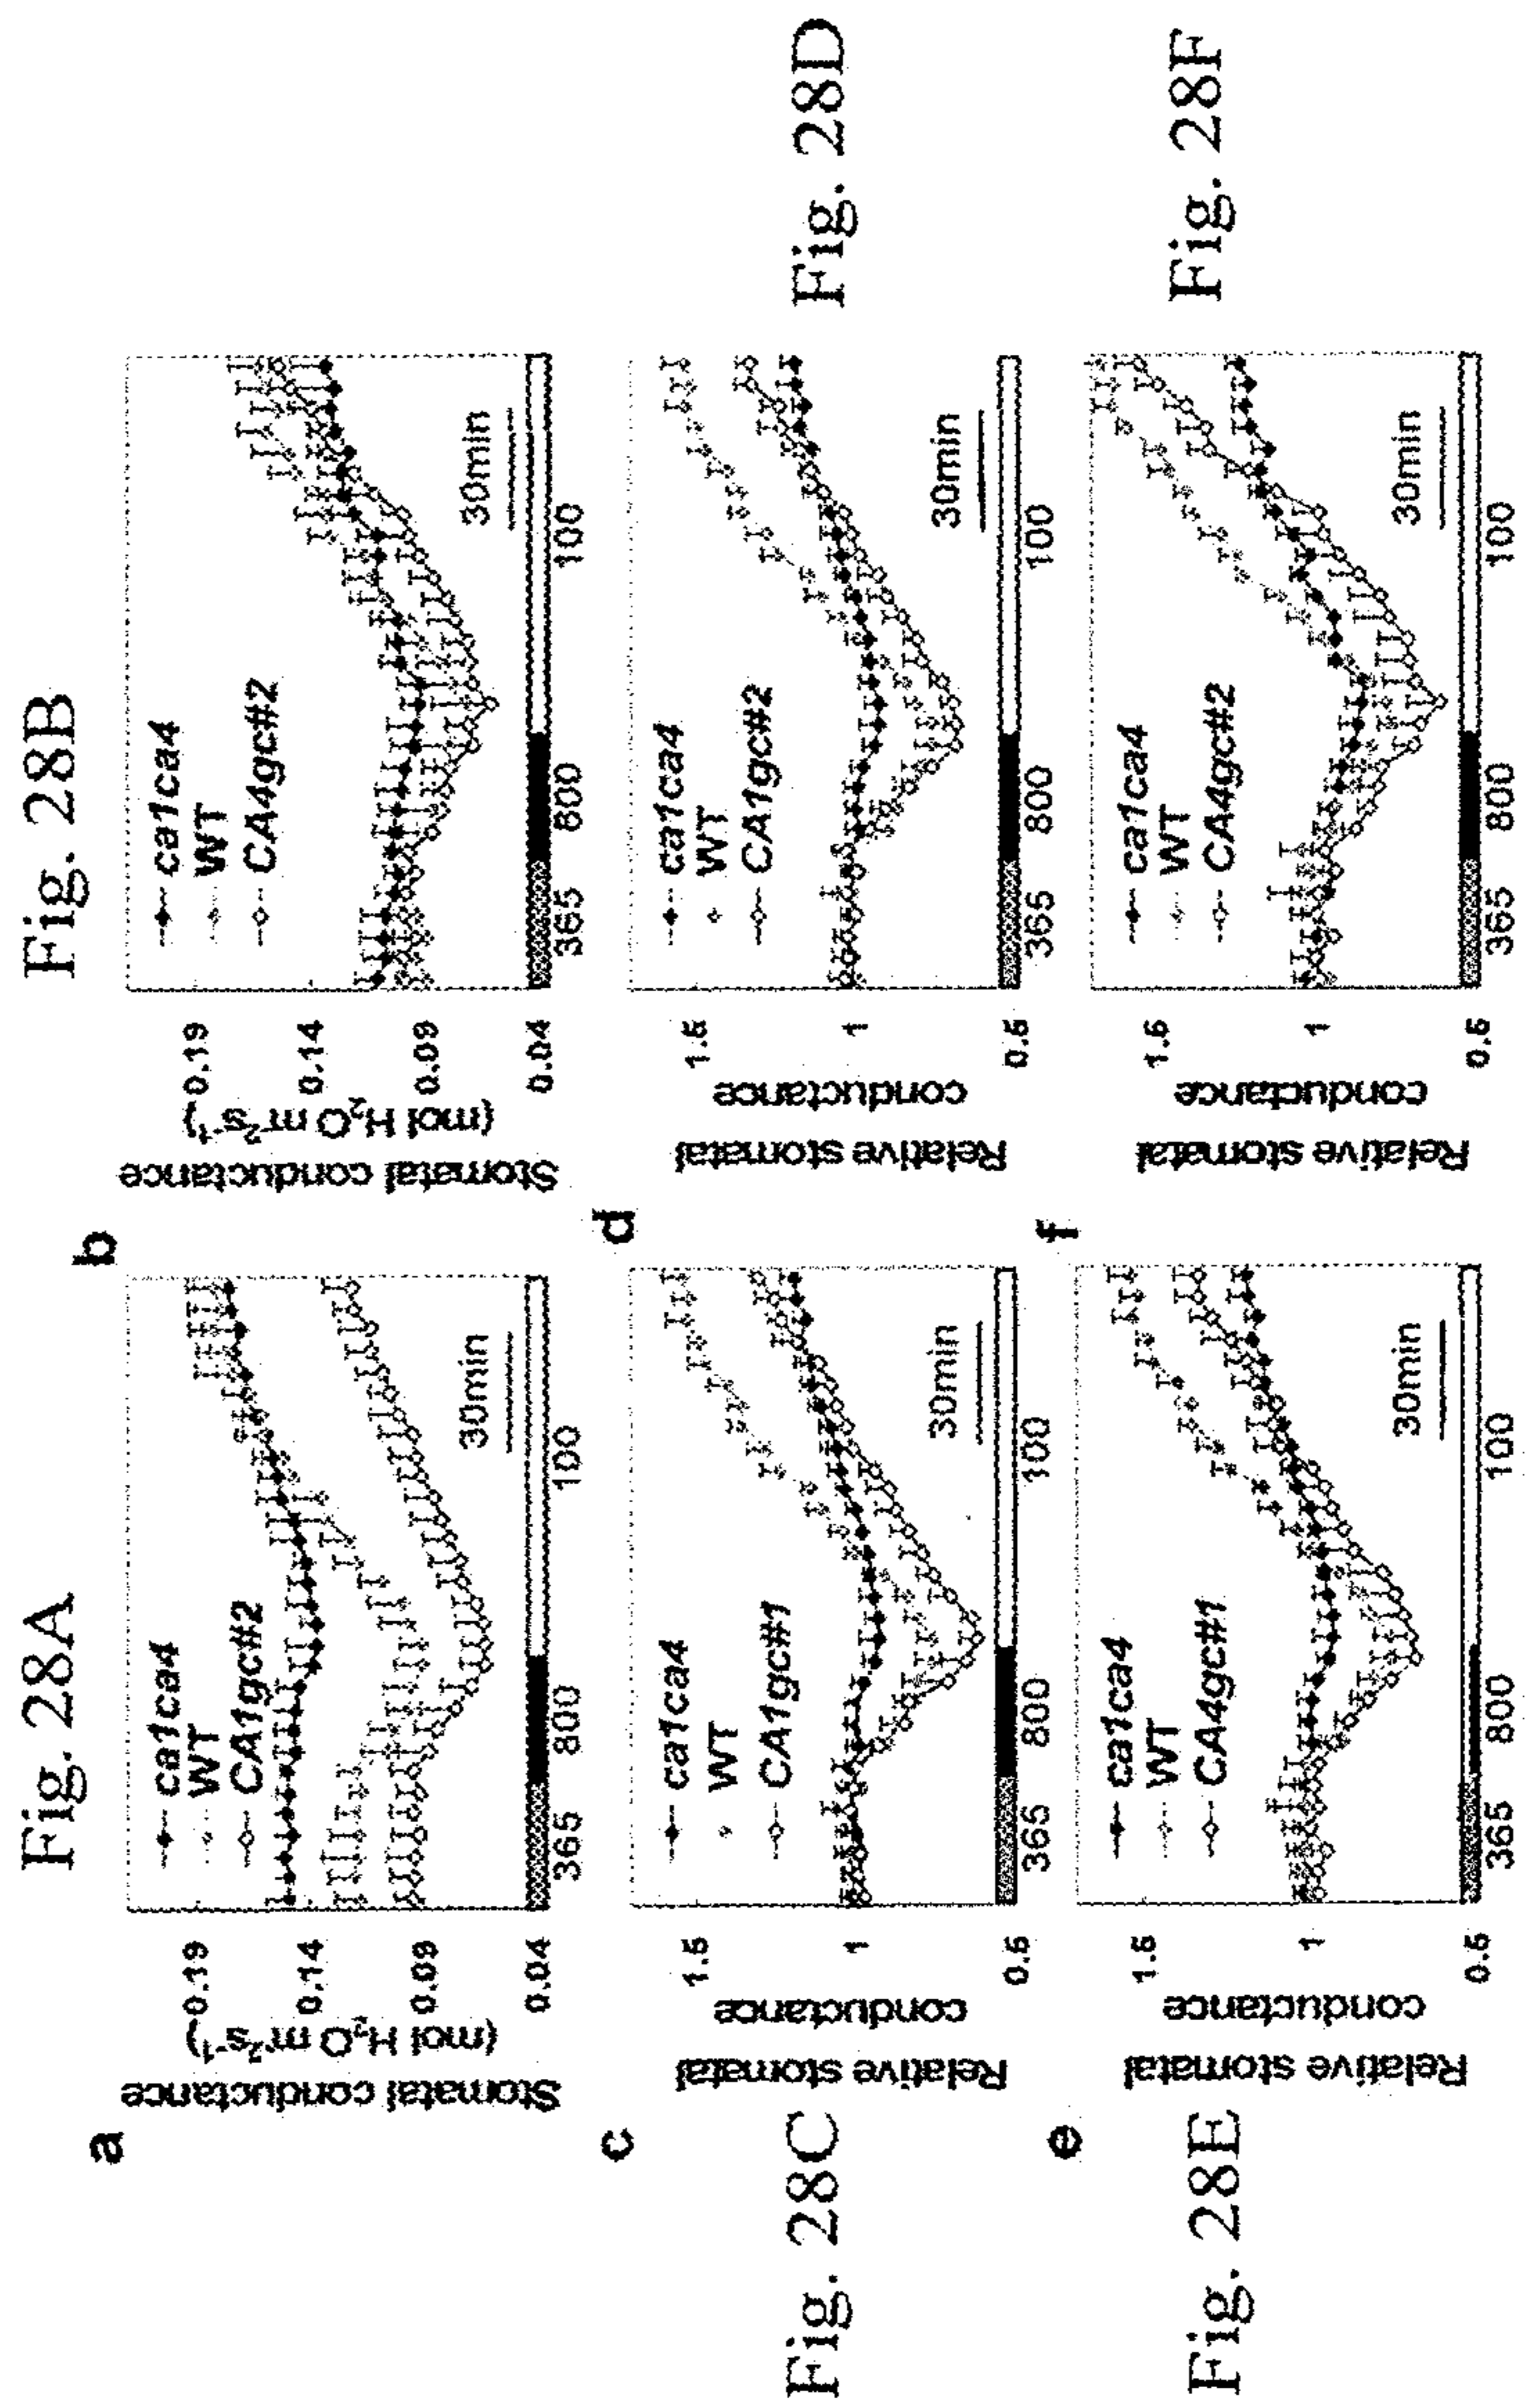 Fig. 28A
a
Stomatal conductance
(mol H₂O m⁻²s⁻¹)
0.19
0.14
0.09
0.04
ca1ca4
WT
CA1gc#2
30min
365 800 100
Fig. 28B
b
Stomatal conductance
(mol H₂O m⁻²s⁻¹)
0.19
0.14
0.09
0.04
ca1ca4
WT
CA4gc#2
30min
365 800 100
Fig. 28C
c
Relative stomatal
conductance
1.5
1
0.5
ca1ca4
WT
CA1gc#1
30min
365 800 100
Fig. 28D
d
Relative stomatal
conductance
1.5
1
0.5
ca1ca4
WT
CA1gc#2
30min
365 800 100
Fig. 28E
e
Relative stomatal
conductance
1.5
1
0.5
ca1ca4
WT
CA4gc#1
30min
365 800 100
Fig. 28F
f
Relative stomatal
conductance
1.5
1
0.5
ca1ca4
WT
CA4gc#2
30min
365 800 100